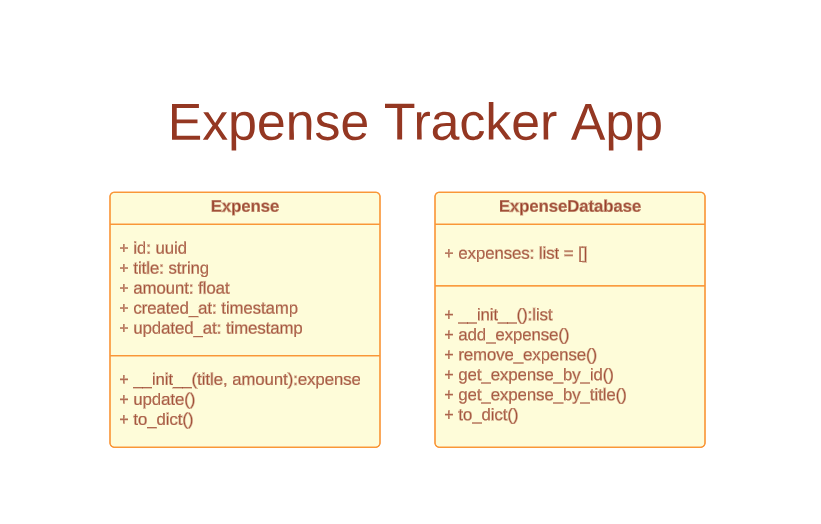 Expense Tracker App
Expense
+ id: uuid
+ title: string
+ amount: float
+ created_at: timestamp
+ updated_at: timestamp
+ __init__(title, amount):expense
+ update()
+ to_dict()
ExpenseDatabase
+ expenses: list = []
+ __init__():list
+ add_expense()
+ remove_expense()
+ get_expense_by_id()
+ get_expense_by_title()
+ to_dict()